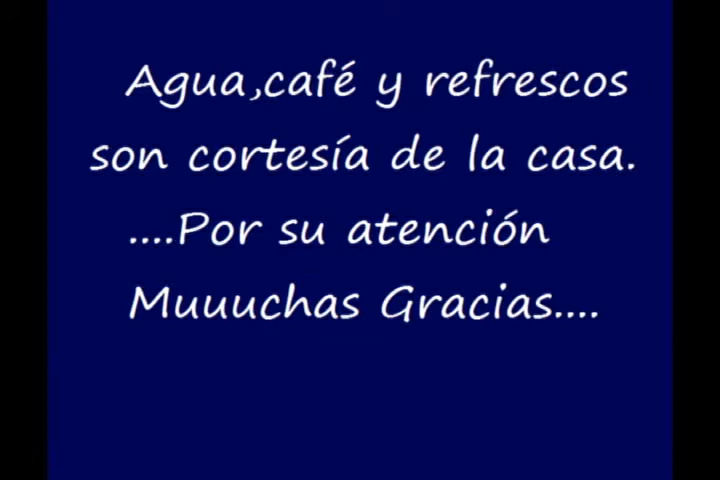 Agua,café y refrescos
son cortesía de la casa.
....Por su atención
Muuuchas Gracias....